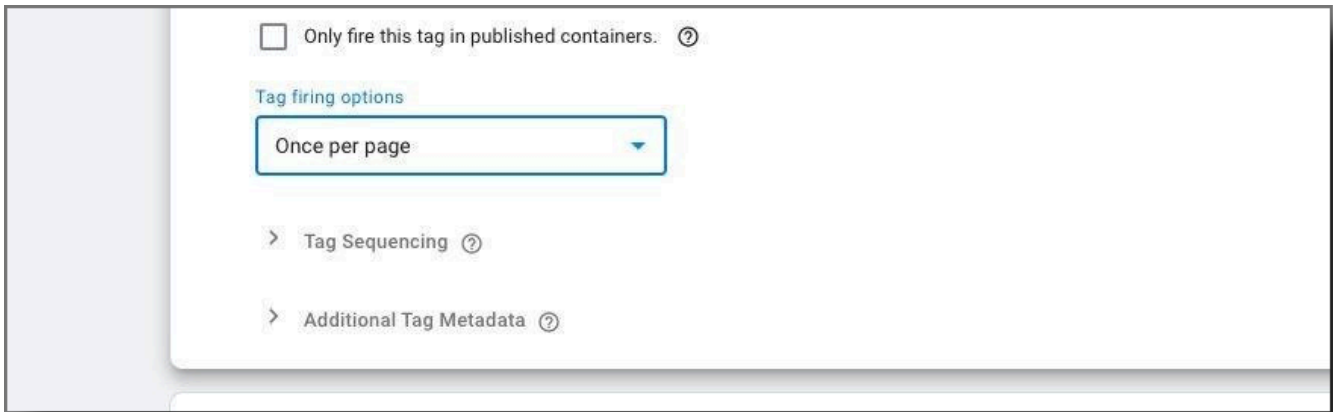 Only fire this tag in published containers.
Tag firing options
Once per page
Tag Sequencing
Additional Tag Metadata